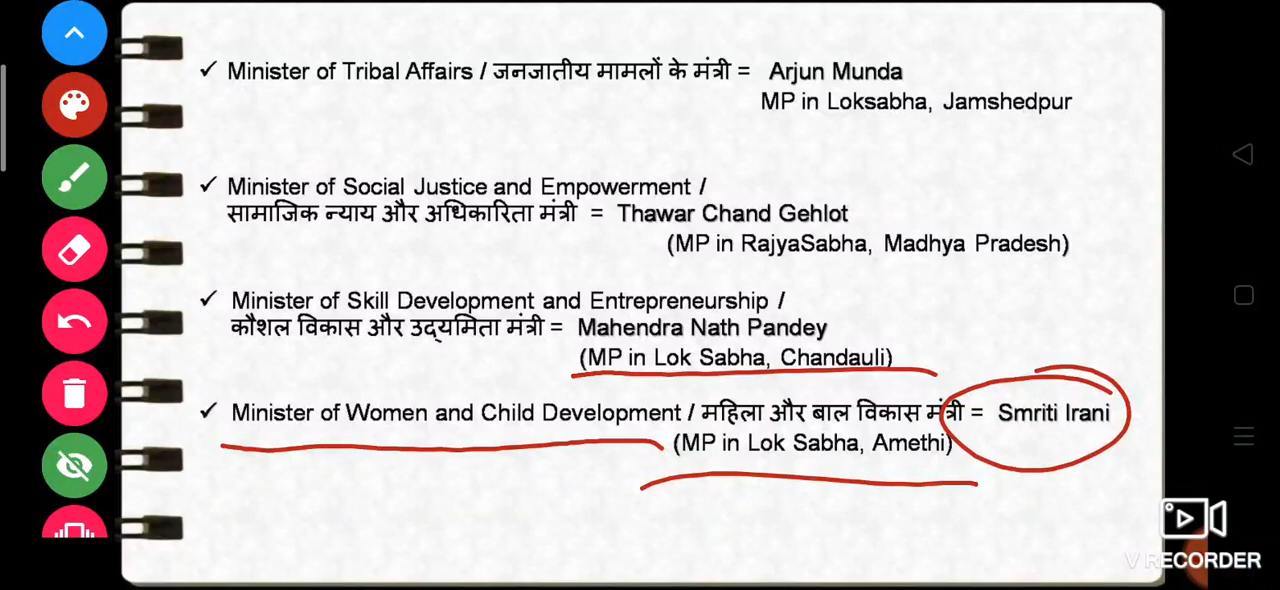 ✓ Minister of Tribal Affairs / जनजातीय मामलों के मंत्री = Arjun Munda
MP in Loksabha, Jamshedpur
✓ Minister of Social Justice and Empowerment /
सामाजिक न्याय और अधिकारिता मंत्री = Thawar Chand Gehlot
(MP in RajyaSabha, Madhya Pradesh)
✓ Minister of Skill Development and Entrepreneurship /
कौशल विकास और उद्यमिता मंत्री = Mahendra Nath Pandey
(MP in Lok Sabha, Chandauli)
✓ Minister of Women and Child Development / महिला और बाल विकास मंत्री = Smriti Irani
(MP in Lok Sabha, Amethi)
V RECORDER